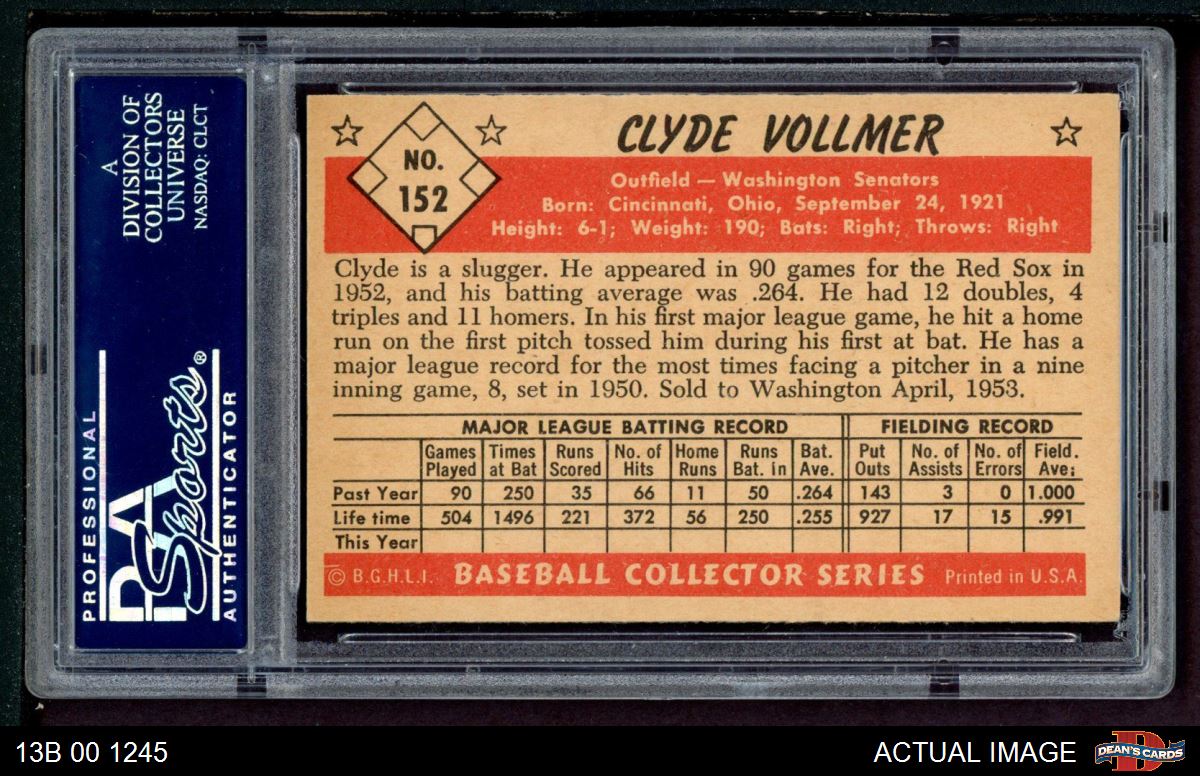 A
DIVISION OF
COLLECTORS
UNIVERSE
NASDAQ: CLCT
PROFESSIONAL
PSA
Sports®
AUTHENTICATOR
NO.
152
CLYDE VOLLMER
Outfield — Washington Senators
Born: Cincinnati, Ohio, September 24, 1921
Height: 6-1; Weight: 190; Bats: Right; Throws: Right
Clyde is a slugger. He appeared in 90 games for the Red Sox in
1952, and his batting average was .264. He had 12 doubles, 4
triples and 11 homers. In his first major league game, he hit a home
run on the first pitch tossed him during his first at bat. He has a
major league record for the most times facing a pitcher in a nine
inning game, 8, set in 1950. Sold to Washington April, 1953.
MAJOR LEAGUE BATTING RECORD FIELDING RECORD
Games Times Runs No. of Home Runs Bat. Put No. of No. of Field.
Played at Bat Scored Hits Runs Bat. in Ave. Outs Assists Errors Ave;
Past Year 90 250 35 66 11 50 .264 143 3 0 1.000
Life time 504 1496 221 372 56 250 .255 927 17 15 .991
This Year
© B.G.H.L.I. BASEBALL COLLECTOR SERIES Printed in U.S.A.
13B 00 1245 ACTUAL IMAGE DEAN'S CARDS